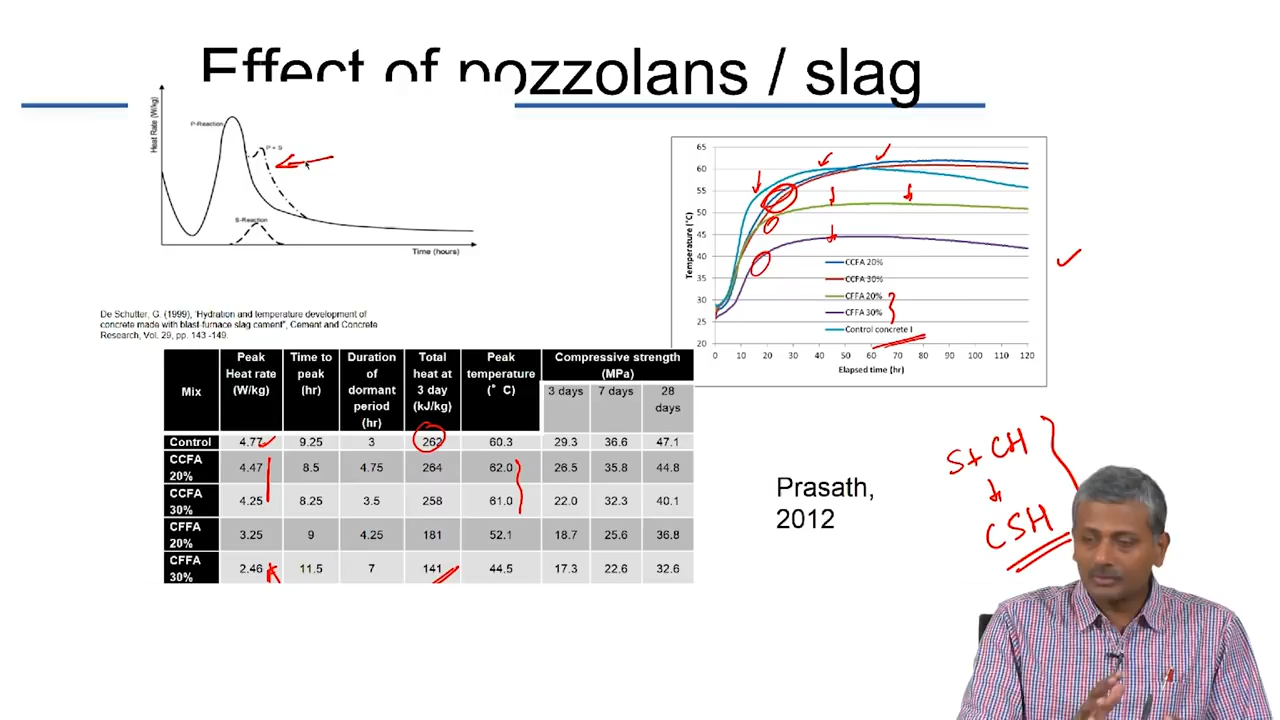 Effect of pozzolans / slag
Heat Rate (W/kg)
P-Reaction
P + S
S-Reaction
Time (hours)
De Schutter, G. (1999), 'Hydration and temperature development of
concrete made with blast-furnace slag cement", Cement and Concrete
Research, Vol. 29, pp. 143 -149.
Temperature (°C)
65
60
55
50
45
40
35
30
25
20
0 10 20 30 40 50 60 70 80 90 100 110 120
Elapsed time (hr)
CCFA 20%
CCFA 30%
CFFA 20%
CFFA 30%
Control concrete I
Mix
Peak
Heat rate
(W/kg)
Time to
peak
(hr)
Duration
of
dormant
period
(hr)
Total
heat at
3 day
(kJ/kg)
Peak
temperature
(° C)
Compressive strength
(MPa)
3 days 7 days 28
days
Control 4.77 9.25 3 262 60.3 29.3 36.6 47.1
CCFA
20% 4.47 8.5 4.75 264 62.0 26.5 35.8 44.8
CCFA
30% 4.25 8.25 3.5 258 61.0 22.0 32.3 40.1
CFFA
20% 3.25 9 4.25 181 52.1 18.7 25.6 36.8
CFFA
30% 2.46 11.5 7 141 44.5 17.3 22.6 32.6
Prasath,
2012
S + CH
CSH